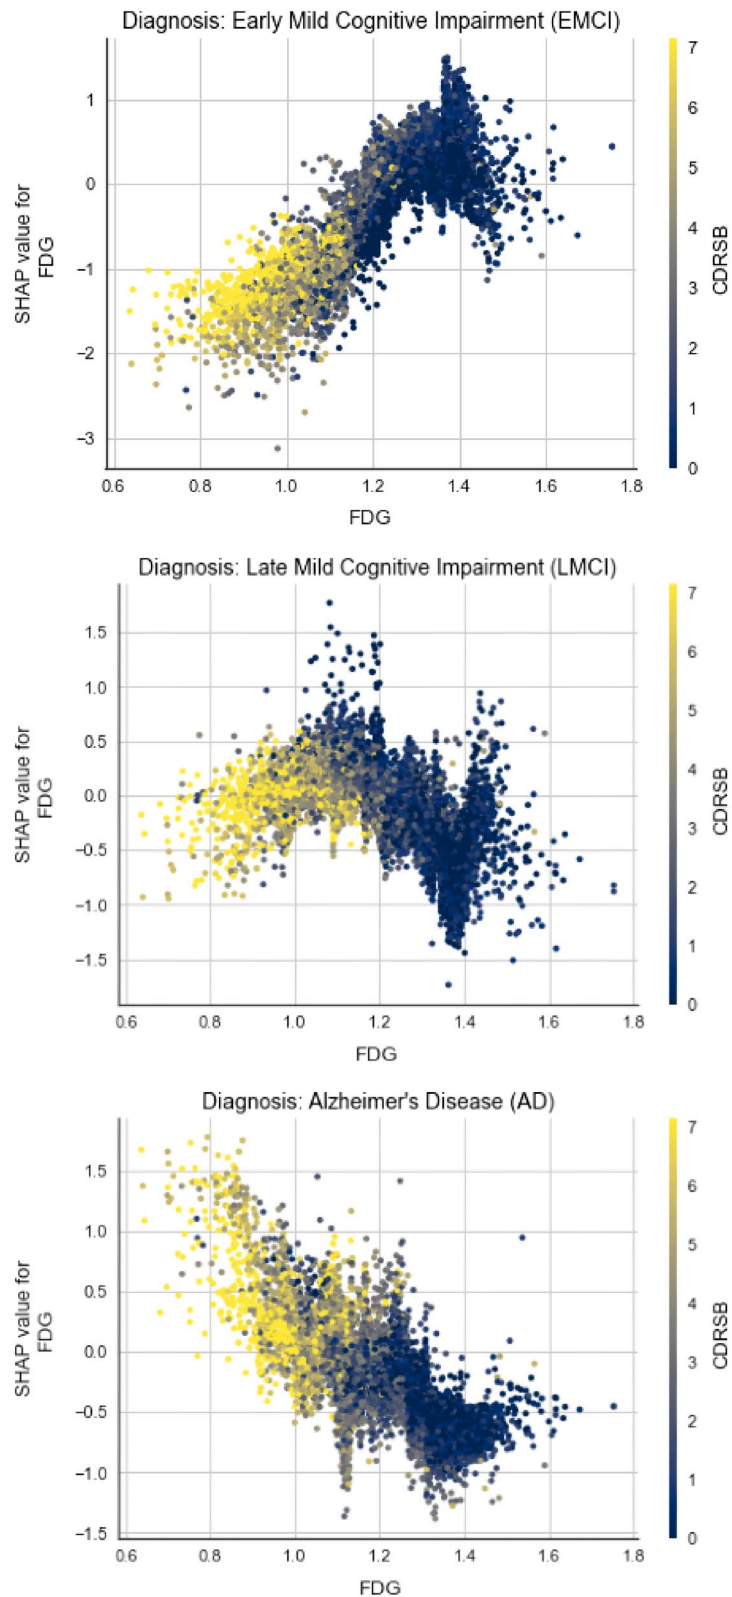 Diagnosis: Early Mild Cognitive Impairment (EMCI)
1
0
−1
−2
−3
SHAP value for
FDG
0.6 0.8 1.0 1.2 1.4 1.6 1.8
FDG
7
6
5
4
3
2
1
0
CDRSB
Diagnosis: Late Mild Cognitive Impairment (LMCI)
1.5
1.0
0.5
0.0
−0.5
−1.0
−1.5
SHAP value for
FDG
0.6 0.8 1.0 1.2 1.4 1.6 1.8
FDG
7
6
5
4
3
2
1
0
CDRSB
Diagnosis: Alzheimer's Disease (AD)
1.5
1.0
0.5
0.0
−0.5
−1.0
−1.5
SHAP value for
FDG
0.6 0.8 1.0 1.2 1.4 1.6 1.8
FDG
7
6
5
4
3
2
1
0
CDRSB